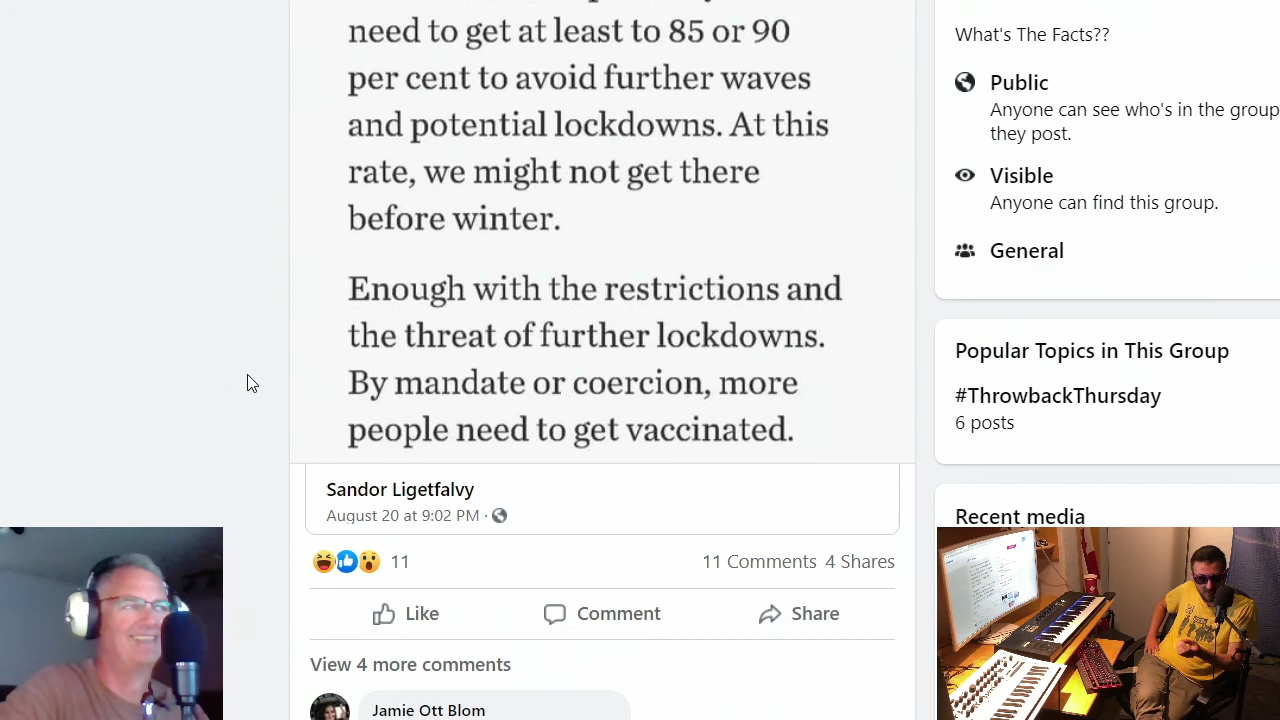 need to get at least to 85 or 90
per cent to avoid further waves
and potential lockdowns. At this
rate, we might not get there
before winter.
Enough with the restrictions and
the threat of further lockdowns.
By mandate or coercion, more
people need to get vaccinated.
Sandor Ligetfalvy
August 20 at 9:02 PM ·
11
11 Comments 4 Shares
Like
Comment
Share
View 4 more comments
Jamie Ott Blom
What's The Facts??
Public
Anyone can see who's in the group
they post.
Visible
Anyone can find this group.
General
Popular Topics in This Group
#ThrowbackThursday
6 posts
Recent media